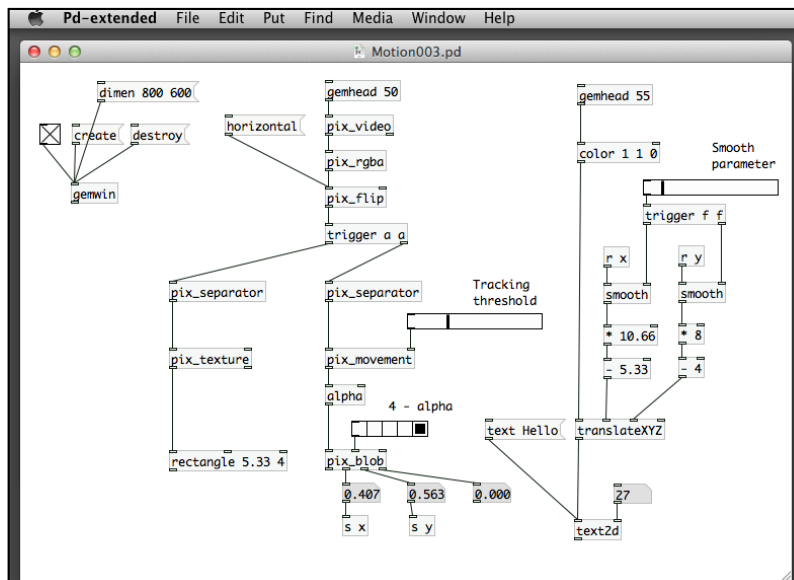 Pd-extended File Edit Put Find Media Window Help
Motion003.pd
dimen 800 600
create
destroy
gemwin
horizontal
gemhead 50
pix_video
pix_rgba
pix_flip
trigger a a
pix_separator
pix_texture
rectangle 5.33 4
pix_separator
Tracking
threshold
pix_movement
alpha
4 - alpha
pix_blob
0.407
0.563
0.000
s x
s y
gemhead 55
color 1 1 0
Smooth
parameter
trigger f f
r x
r y
smooth
smooth
* 10.66
* 8
- 5.33
- 4
text Hello
translateXYZ
27
text2d